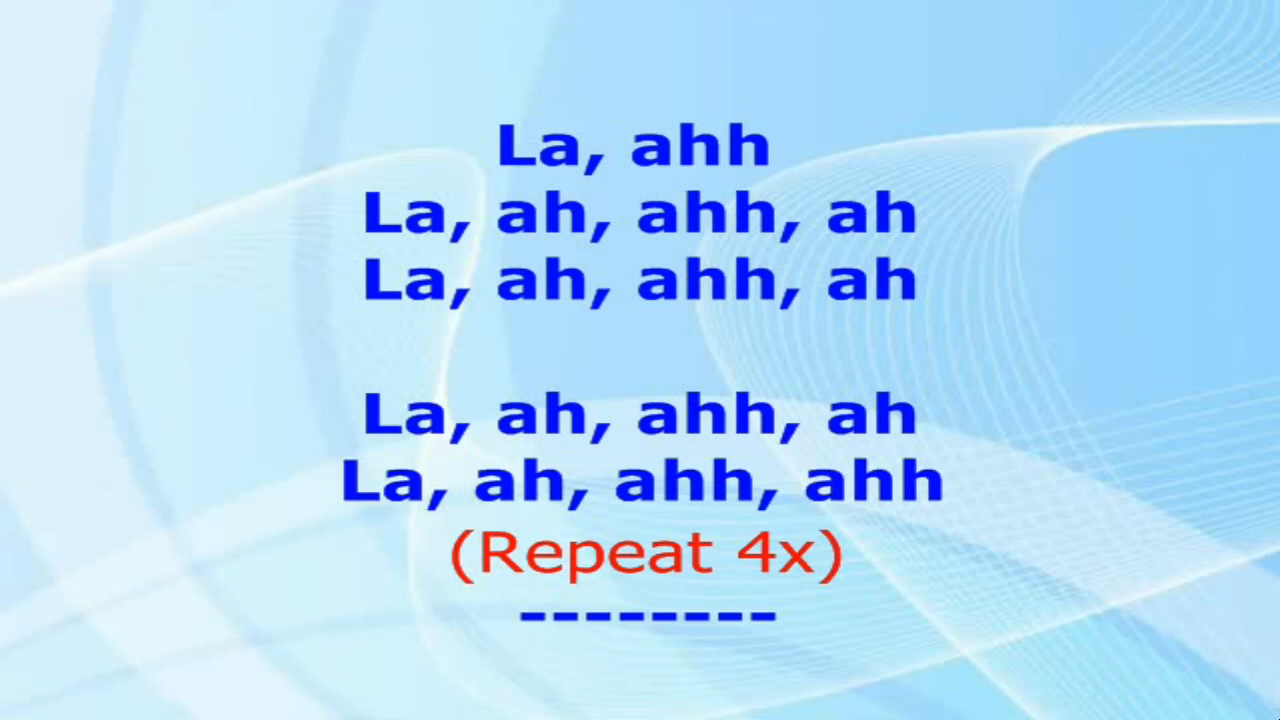 La, ahh
La, ah, ahh, ah
La, ah, ahh, ah
La, ah, ahh, ah
La, ah, ahh, ahh
(Repeat 4x)
--------